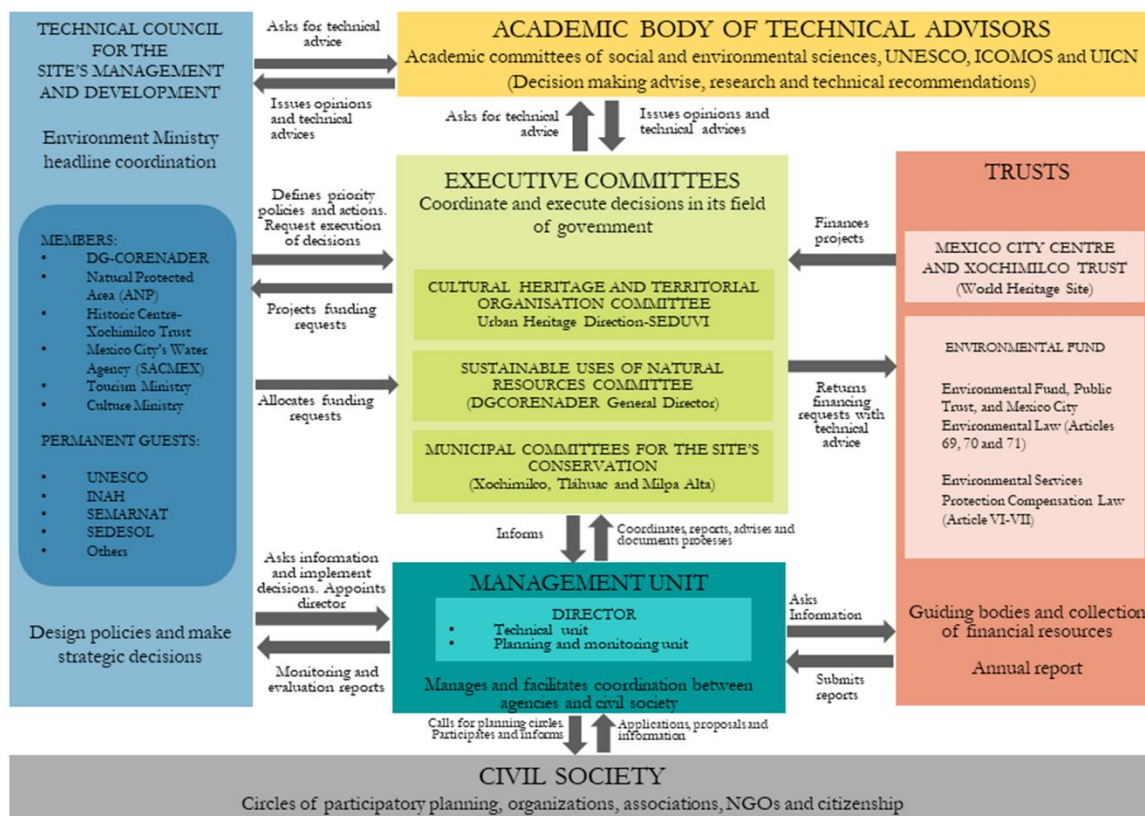 TECHNICAL COUNCIL
FOR THE
SITE'S MANAGEMENT
AND DEVELOPMENT
Environment Ministry
headline coordination
MEMBERS:
• DG-CORENADER
• Natural Protected
Area (ANP)
• Historic Centre-
Xochimilco Trust
• Mexico City's Water
Agency (SACMEX)
• Tourism Ministry
• Culture Ministry
PERMANENT GUESTS:
• UNESCO
• INAH
• SEMARNAT
• SEDESOL
• Others
Design policies and make
strategic decisions
Asks for technical
advice
Issues opinions
and technical
advices
Defines priority
policies and actions.
Request execution
of decisions
Projects funding
requests
Allocates funding
requests
Asks information
and implement
decisions. Appoints
director
Monitoring and
evaluation reports
ACADEMIC BODY OF TECHNICAL ADVISORS
Academic committees of social and environmental sciences, UNESCO, ICOMOS and UICN
(Decision making advise, research and technical recommendations)
Asks for technical
advice
Issues opinions and
technical advices
EXECUTIVE COMMITTEES
Coordinate and execute decisions in its field
of government
CULTURAL HERITAGE AND TERRITORIAL
ORGANISATION COMMITTEE
Urban Heritage Direction-SEDUVI
SUSTAINABLE USES OF NATURAL
RESOURCES COMMITTEE
(DGCORENADER General Director)
MUNICIPAL COMMITTEES FOR THE SITE'S
CONSERVATION
(Xochimilco, Tláhuac and Milpa Alta)
Informs
Coordinates, reports, advises and
documents processes
MANAGEMENT UNIT
DIRECTOR
• Technical unit
• Planning and monitoring unit
Manages and facilitates coordination between
agencies and civil society
Calls for planning circles,
Participates and informs
Applications, proposals and
information
Finances
projects
Returns
financing
requests with
technical
advice
Asks
Information
Submits
reports
TRUSTS
MEXICO CITY CENTRE
AND XOCHIMILCO TRUST
(World Heritage Site)
ENVIRONMENTAL FUND
Environmental Fund, Public
Trust, and Mexico City
Environmental Law (Articles
69, 70 and 71)
Environmental Services
Protection Compensation Law
(Article VI-VII)
Guiding bodies and collection
of financial resources
Annual report
CIVIL SOCIETY
Circles of participatory planning, organizations, associations, NGOs and citizenship